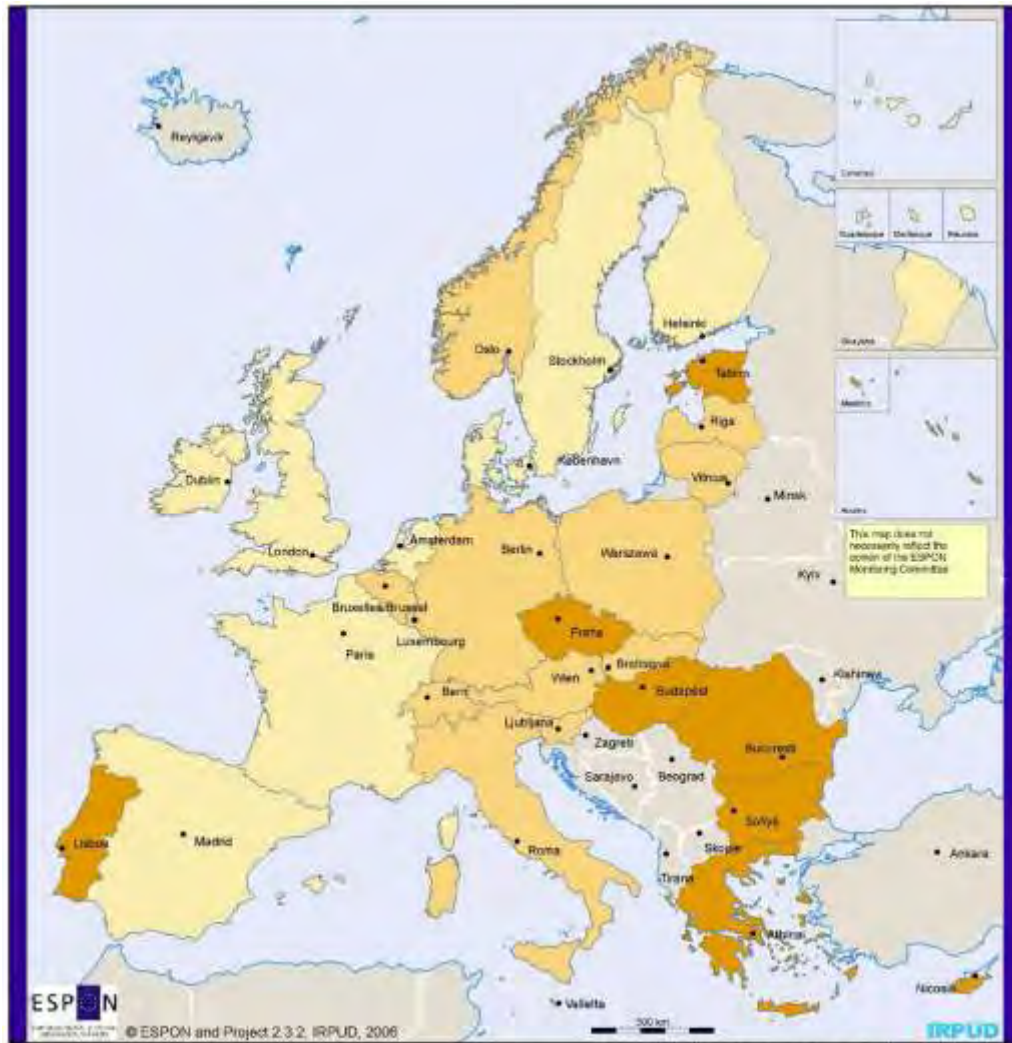 Reykjavik
Oslo
Helsinki
Stockholm
Tallinn
Riga
København
Vilnius
Minsk
Dublin
London
Amsterdam
Berlin
Warszawa
Kyiv
Bruxelles/Brussel
Luxembourg
Paris
Praha
Wien
Bratislava
Bern
Budapest
Kishinev
Ljubljana
Zagreb
Bucuresti
Sarajevo
Beograd
Sofiya
Skopje
Lisboa
Madrid
Roma
Tirana
Ankara
Athinai
Nicosia
Valletta
Canarias
Guadeloupe
Martinique
Réunion
Guyane
Madeira
This map does not
necessarily reflect the
opinion of the ESPON
Monitoring Committee
ESPON
© ESPON and Project 2.3.2, IRPUD, 2006
500 km
IRPUD